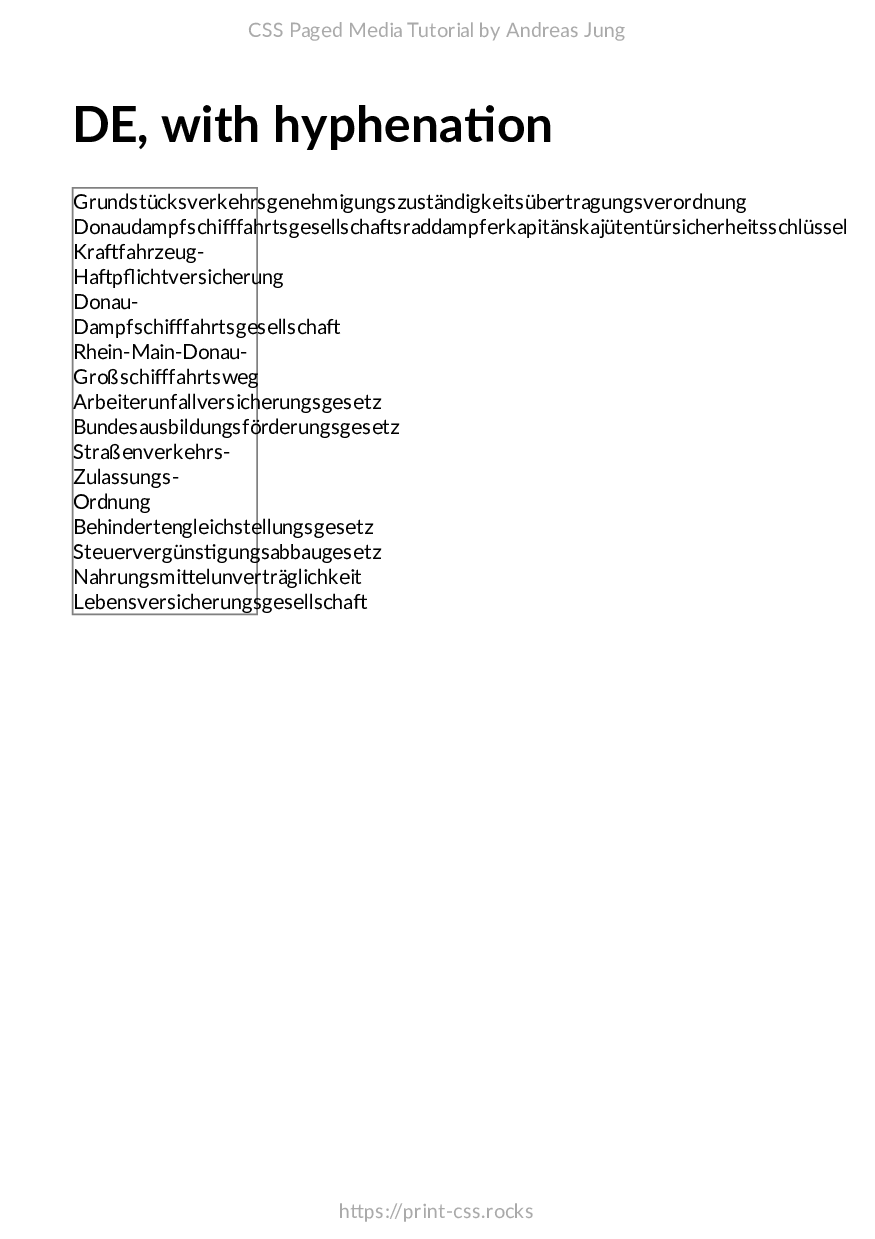 CSS Paged Media Tutorial by Andreas Jung
DE, with hyphenation
Grundstücksverkehrsgenehmigungszuständigkeitsübertragungsverordnung
Donaudampfschifffahrtsgesellschaftsraddampferkapitänskajütentürsicherheitsschlüssel
Kraftfahrzeug-
Haftpflichtversicherung
Donau-
Dampfschifffahrtsgesellschaft
Rhein-Main-Donau-
Großschifffahrtsweg
Arbeiterunfallversicherungsgesetz
Bundesausbildungsförderungsgesetz
Straßenverkehrs-
Zulassungs-
Ordnung
Behindertengleichstellungsgesetz
Steuervergünstigungsabbaugesetz
Nahrungsmittelunverträglichkeit
Lebensversicherungsgesellschaft
https://print-css.rocks